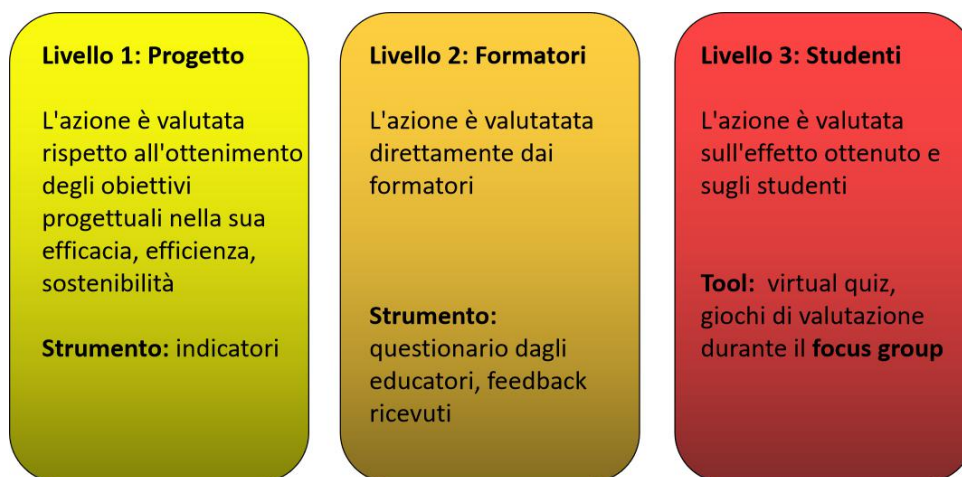 Livello 1: Progetto
L'azione è valutata
rispetto all'ottenimento
degli obiettivi
progettuali nella sua
efficacia, efficienza,
sostenibilità
Strumento: indicatori
Livello 2: Formatori
L'azione è valutatata
direttamente dai
formatori
Strumento:
questionario dagli
educatori, feedback
ricevuti
Livello 3: Studenti
L'azione è valutata
sull'effetto ottenuto e
sugli studenti
Tool: virtual quiz,
giochi di valutazione
durante il focus group